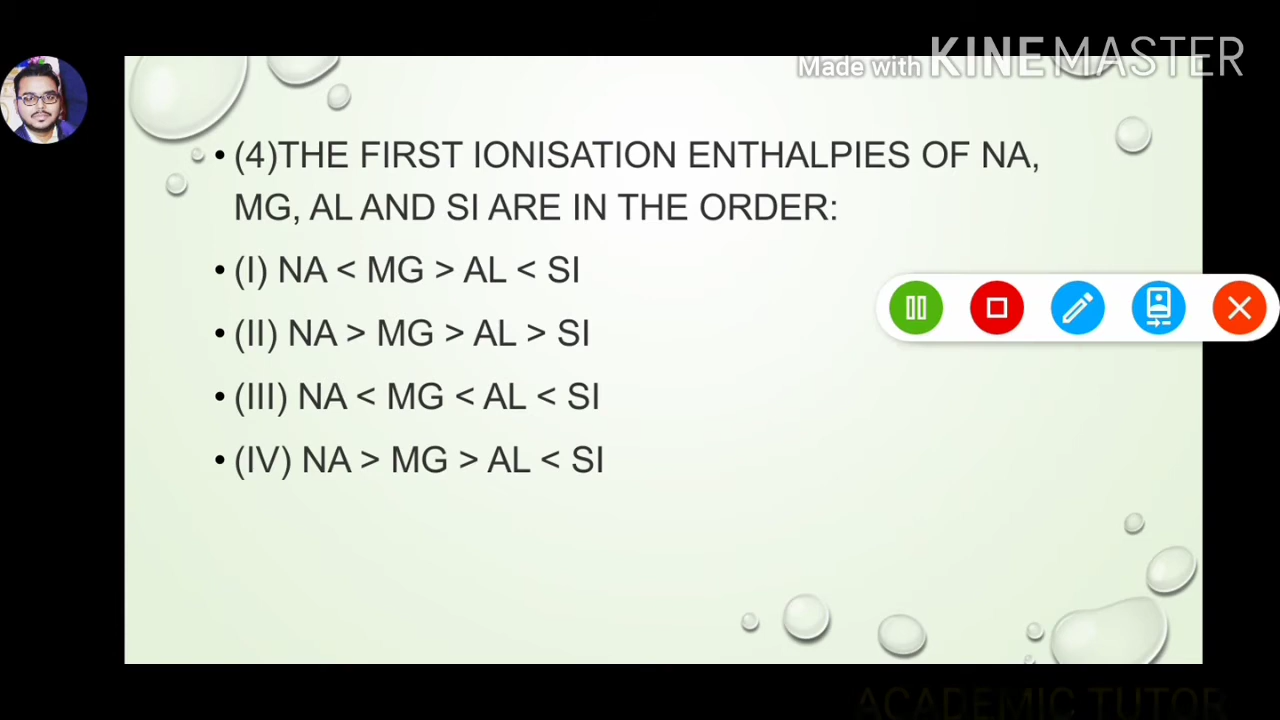 Made with KINEMASTER
• (4)THE FIRST IONISATION ENTHALPIES OF NA,
MG, AL AND SI ARE IN THE ORDER:
• (I) NA < MG > AL < SI
• (II) NA > MG > AL > SI
• (III) NA < MG < AL < SI
• (IV) NA > MG > AL < SI
ACADEMIC TUTOR